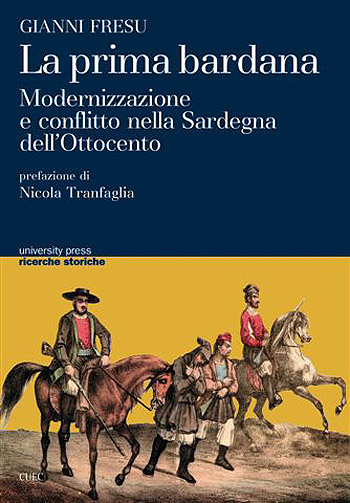 GIANNI FRESU
La prima bardana
Modernizzazione
e conflitto nella Sardegna
dell'Ottocento
prefazione di
Nicola Tranfaglia
university press
ricerche storiche
CUEC